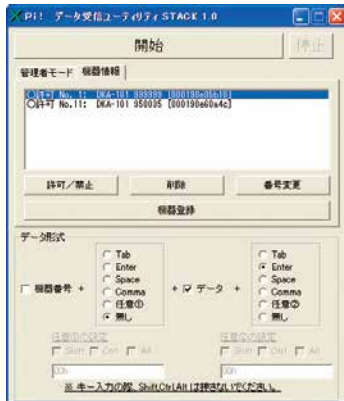 Pi! データ受信ユーティリティ STACK 1.0
開始
停止
管理者モード 機器情報
○許可 No. 1: DKA-101 999999 [000190e35b10]
○許可 No.11: DKA-101 950035 [000190e60a4c]
許可／禁止 削除 番号変更
機器登録
データ形式
機器番号 + + データ +
Tab
Enter
Space
Comma
任意①
無し
Tab
Enter
Space
Comma
任意②
無し
任意①の設定 任意②の設定
Shift Ctrl Alt Shift Ctrl Alt
00h 00h
※ キー入力の際、Shift,Ctrl,Alt は押さないでください。